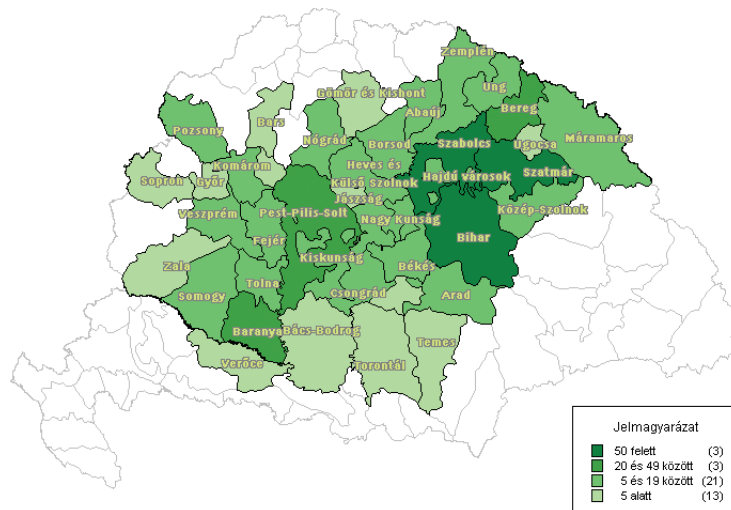 Zemplén
Ung
Gömör és Kishont
Bereg
Abaúj
Bars
Pozsony
Nógrád
Borsod
Szabolcs
Ugocsa
Máramaros
Komárom
Heves és
Külső Szolnok
Hajdú városok
Szatmár
Sopron
Győr
Jászság
Veszprém
Pest-Pilis-Solt
Nagy Kunság
Közép-Szolnok
Fejér
Bihar
Kiskunság
Zala
Békés
Tolna
Csongrád
Arad
Somogy
Baranya
Bács-Bodrog
Temes
Verőce
Torontál
Jelmagyarázat
50 felett (3)
20 és 49 között (3)
5 és 19 között (21)
5 alatt (13)